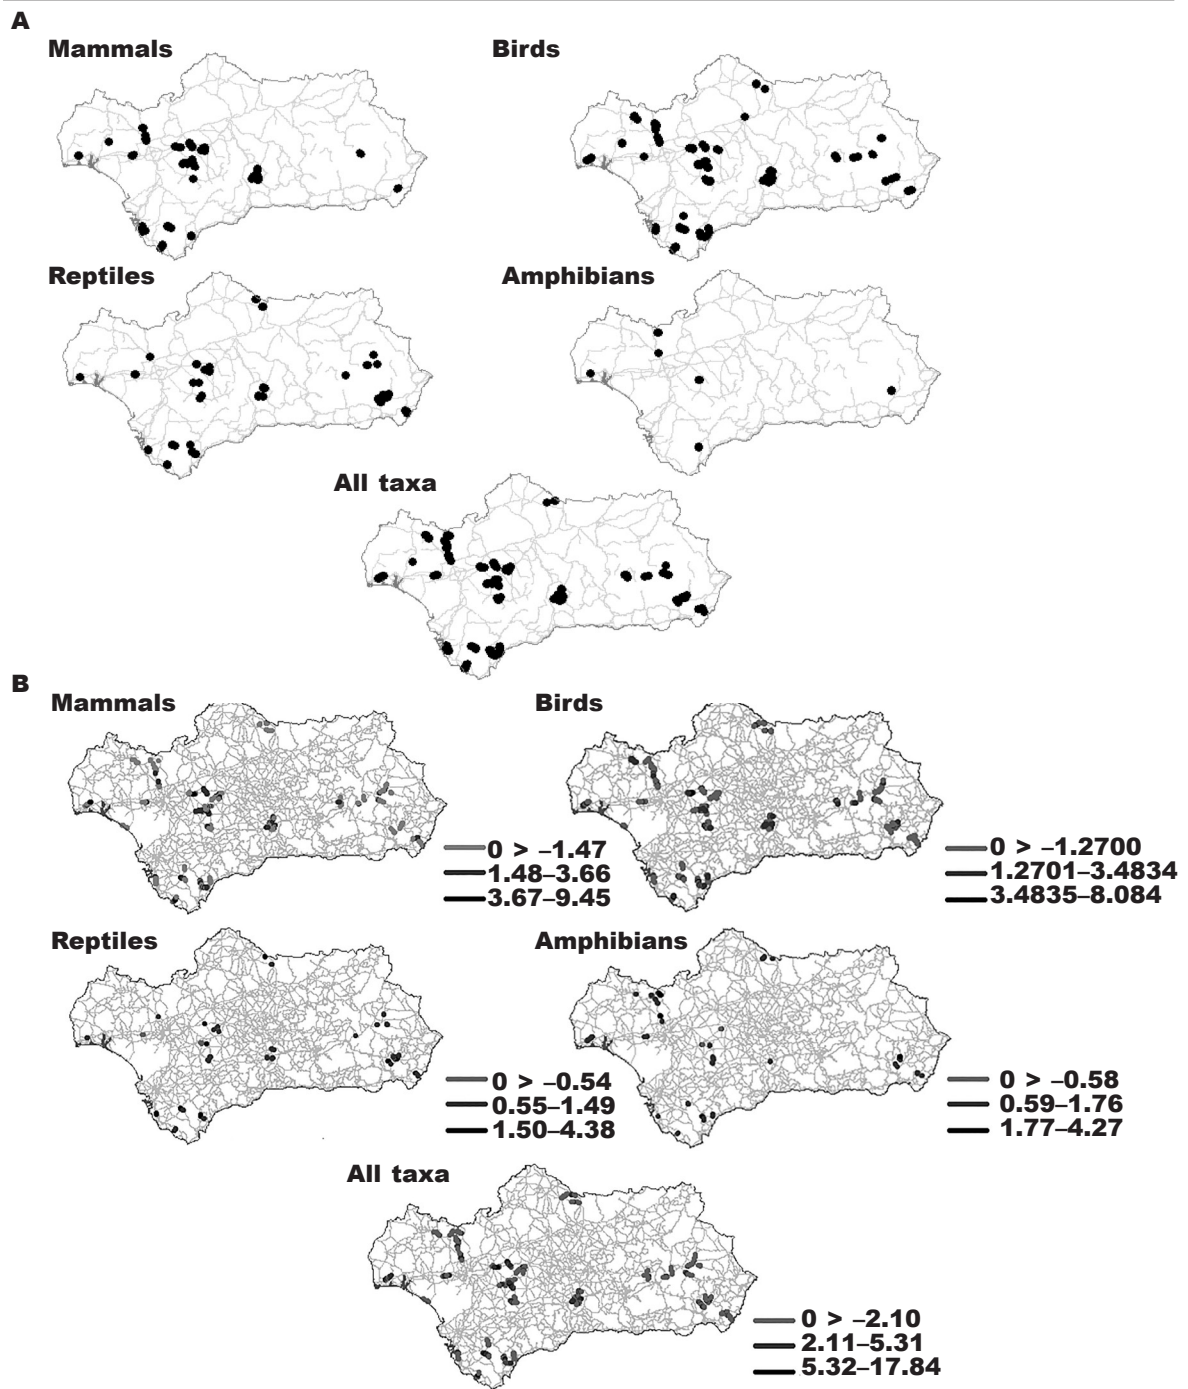 A
Mammals
Birds
Reptiles
Amphibians
All taxa
B
Mammals
0 > –1.47
1.48–3.66
3.67–9.45
Birds
0 > –1.2700
1.2701–3.4834
3.4835–8.084
Reptiles
0 > –0.54
0.55–1.49
1.50–4.38
Amphibians
0 > –0.58
0.59–1.76
1.77–4.27
All taxa
0 > –2.10
2.11–5.31
5.32–17.84